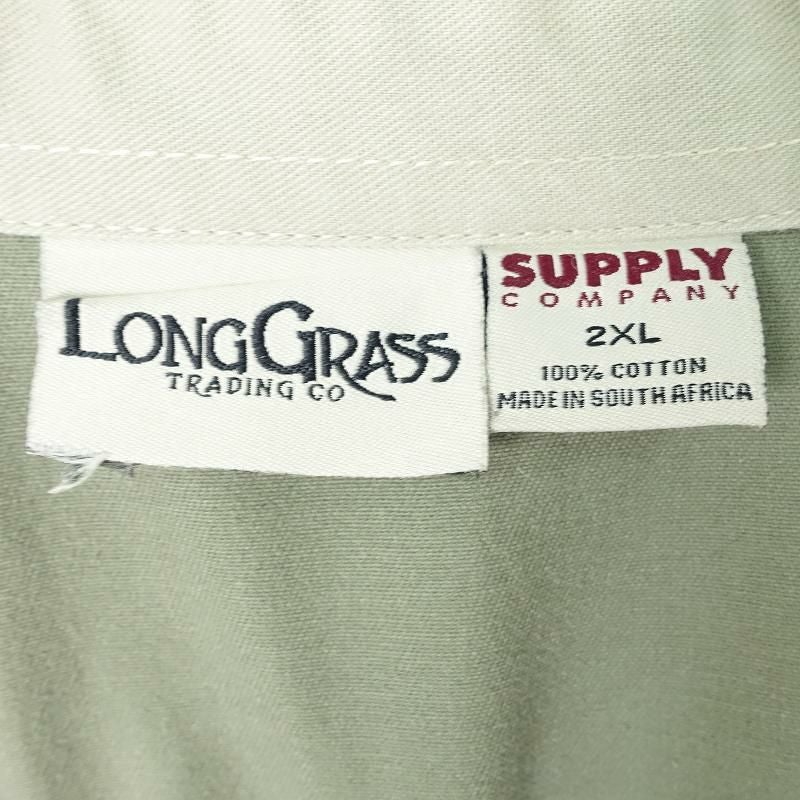 LONGGRASS
TRADING CO
SUPPLY
COMPANY
2XL
100% COTTON
MADE IN SOUTH AFRICA